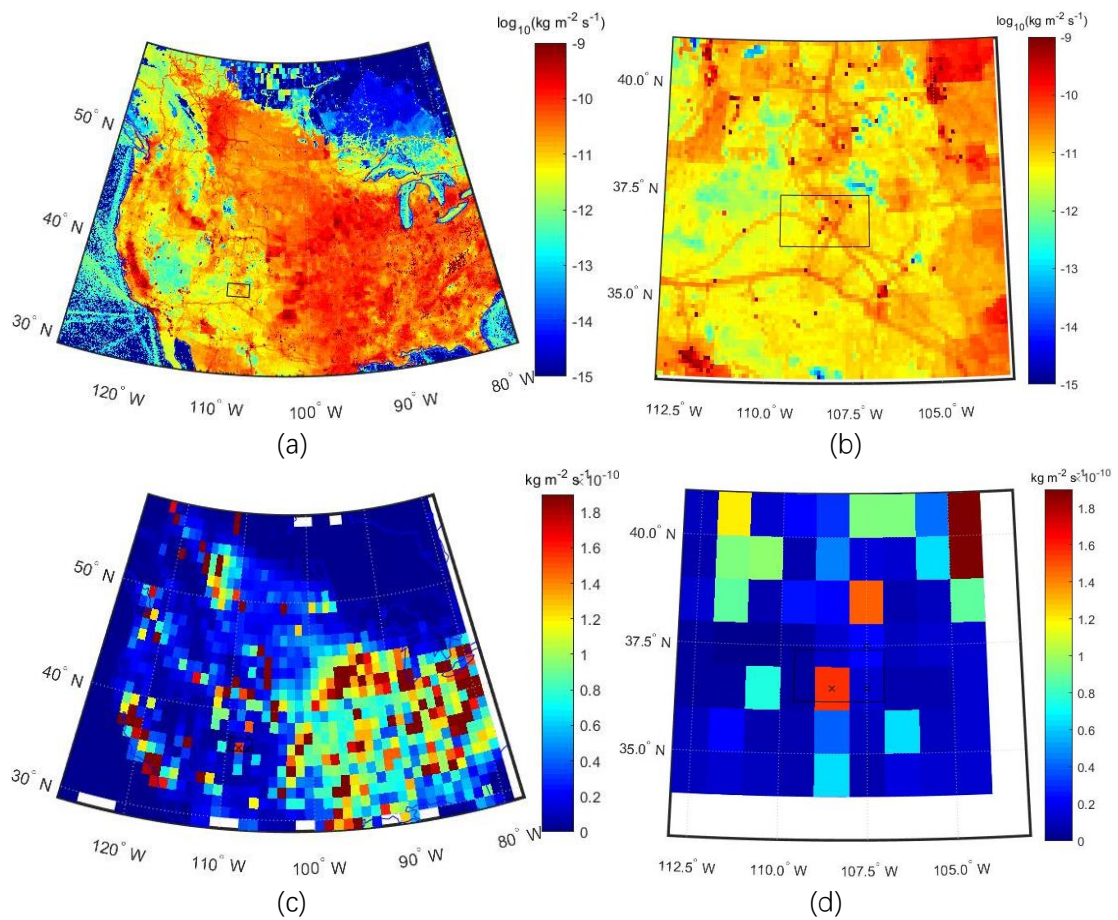 log10(kg m-2 s-1)
-9
-10
-11
-12
-13
-14
-15
50° N
40° N
30° N
120° W
110° W
100° W
90° W
80° W
(a)
log10(kg m-2 s-1)
-9
-10
-11
-12
-13
-14
-15
40.0° N
37.5° N
35.0° N
112.5° W
110.0° W
107.5° W
105.0° W
(b)
kg m-2 s-1×10-10
1.8
1.6
1.4
1.2
1
0.8
0.6
0.4
0.2
0
50° N
40° N
30° N
120° W
110° W
100° W
90° W
80° W
(c)
kg m-2 s-1×10-10
1.8
1.6
1.4
1.2
1
0.8
0.6
0.4
0.2
0
40.0° N
37.5° N
35.0° N
112.5° W
110.0° W
107.5° W
105.0° W
(d)